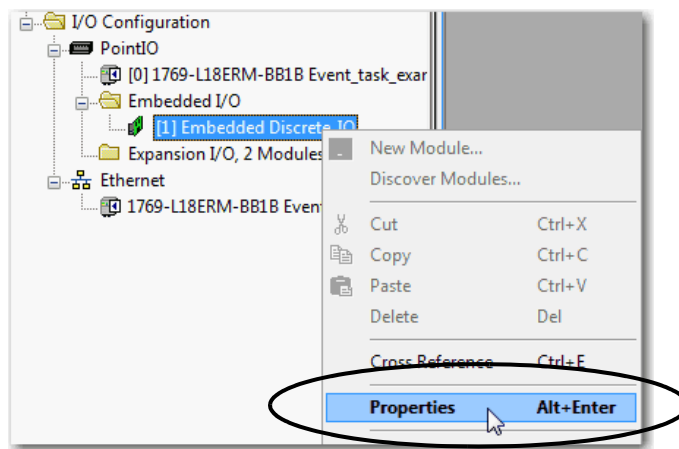 I/O Configuration
PointIO
[0] 1769-L18ERM-BB1B Event_task_exar
Embedded I/O
[1] Embedded Discrete_IO
Expansion I/O, 2 Modules
Ethernet
1769-L18ERM-BB1B Even
New Module...
Discover Modules...
Cut Ctrl+X
Copy Ctrl+C
Paste Ctrl+V
Delete Del
Cross Reference Ctrl+E
Properties Alt+Enter